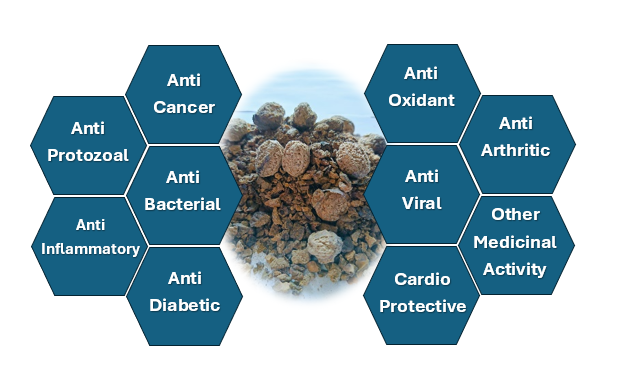 Anti
Cancer
Anti
Protozoal
Anti
Bacterial
Anti
Inflammatory
Anti
Diabetic
Anti
Oxidant
Anti
Arthritic
Anti
Viral
Other
Medicinal
Activity
Cardio
Protective